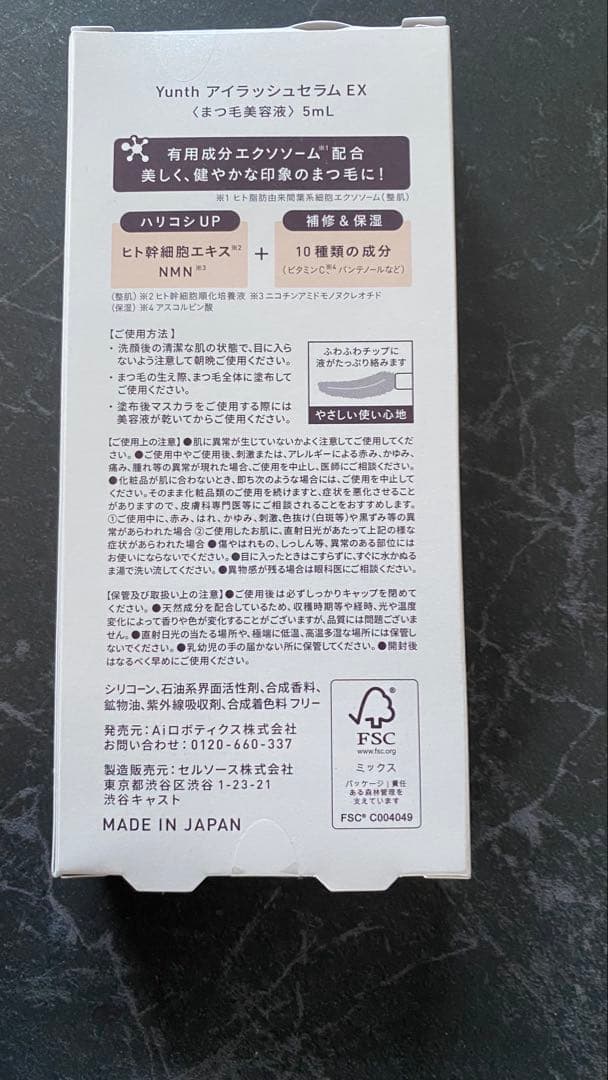 Yunth アイラッシュセラム EX
〈まつ毛美容液〉5mL
有用成分エクソソーム※1配合
美しく、健やかな印象のまつ毛に！
※1 ヒト脂肪由来間葉系細胞エクソソーム(整肌)
ハリコシ UP
ヒト幹細胞エキス※2
NMN※3
+
補修＆保湿
10種類の成分
(ビタミンC※4、パンテノールなど)
(整肌) ※2 ヒト幹細胞順化培養液 ※3 ニコチンアミドモノヌクレオチド
(保湿) ※4 アスコルビン酸
【ご使用方法】
・洗顔後の清潔な肌の状態で、目に入ら
ないよう注意して朝晩ご使用ください。
・まつ毛の生え際、まつ毛全体に塗布して
ご使用ください。
・塗布後マスカラをご使用する際には
美容液が乾いてからご使用ください。
ふわふわチップに
液がたっぷり絡みます
やさしい使い心地
【ご使用上の注意】●肌に異常が生じていないかよく注意してご使用してくだ
さい。●ご使用中やご使用後、刺激または、アレルギーによる赤み、かゆみ、
痛み、腫れ等の異常が現れた場合、ご使用を中止し、医師にご相談ください。
●化粧品が肌に合わないとき、即ち次のような場合には、ご使用を中止して
ください。そのまま化粧品類のご使用を続けますと、症状を悪化させること
がありますので、皮膚科専門医等にご相談されることをおすすめします。
①ご使用中に、赤み、はれ、かゆみ、刺激、色抜け(白斑等)や黒ずみ等の異
常があらわれた場合 ②ご使用したお肌に、直射日光があたって上記の様な
症状があらわれた場合 ●傷やはれもの、しっしん等、異常のある部位には
お使いにならないでください。●目に入ったときはこすらずに、すぐに水かぬる
ま湯で洗い流してください。●異物感が残る場合は眼科医にご相談ください。
【保管及び取扱い上の注意】●ご使用後は必ずしっかりキャップを閉めて
ください。●天然成分を配合しているため、収穫時期等や経時、光や温度
変化によって香りや色が変化することがございますが、品質には問題ございま
せん。●直射日光の当たる場所や、極端に低温、高温多湿な場所には保管し
ないでください。●乳幼児の手の届かない所に保管してください。●開封後
はなるべく早めにご使用ください。
シリコーン、石油系界面活性剤、合成香料、
鉱物油、紫外線吸収剤、合成着色料 フリー
発売元：Aiロボティクス株式会社
お問い合わせ：0120-660-337
製造販売元：セルソース株式会社
東京都渋谷区渋谷 1-23-21
渋谷キャスト
MADE IN JAPAN
FSC
www.fsc.org
ミックス
パッケージ｜責任
ある森林管理を
支えています
FSC® C004049